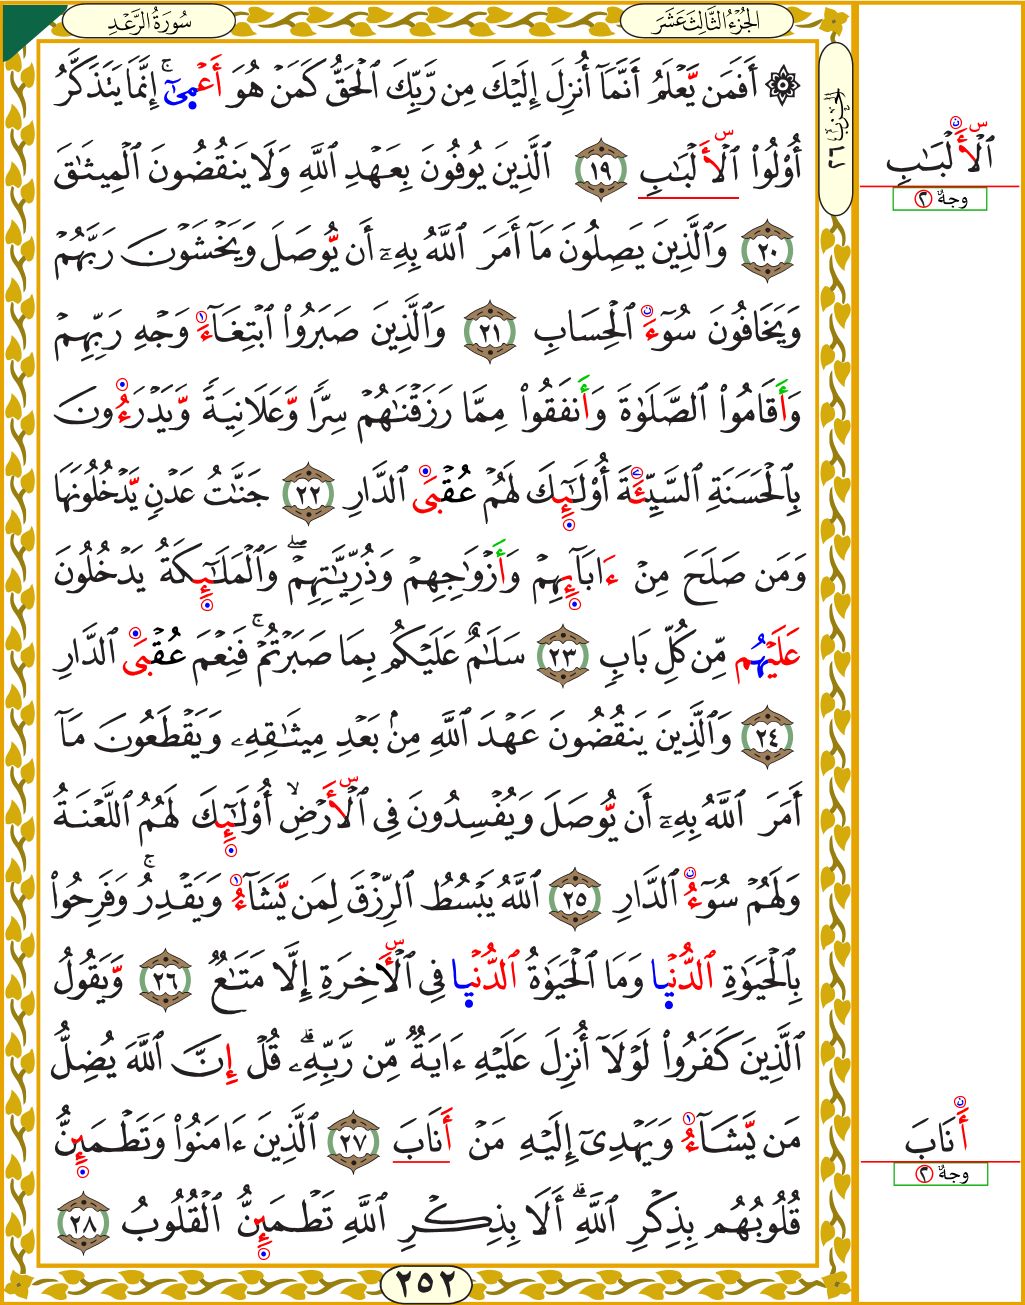 سُورَةُ الرَّعْدِ
الجُزْءُ الثَّالِثَ عَشَرَ
الحزب ٢٦
۞ أَفَمَن يَّعْلَمُ أَنَّمَآ أُنزِلَ إِلَيْكَ مِن رَّبِّكَ ٱلْحَقُّ كَمَنْ هُوَ أَعْمَىٰٓ ۚ إِنَّمَا يَتَذَكَّرُ
أُوْلُوا۟ ٱلْأَلْبَـٰبِ ١٩ ٱلَّذِينَ يُوفُونَ بِعَهْدِ ٱللَّهِ وَلَا يَنقُضُونَ ٱلْمِيثَـٰقَ
٢٠ وَٱلَّذِينَ يَصِلُونَ مَآ أَمَرَ ٱللَّهُ بِهِۦٓ أَن يُّوصَلَ وَيَخْشَوْنَ رَبَّهُمْ
وَيَخَافُونَ سُوٓءَ ٱلْحِسَابِ ٢١ وَٱلَّذِينَ صَبَرُوا۟ ٱبْتِغَآءَ وَجْهِ رَبِّهِمْ
وَأَقَامُوا۟ ٱلصَّلَوٰةَ وَأَنفَقُوا۟ مِمَّا رَزَقْنَـٰهُمْ سِرًّا وَّعَلَانِيَةً وَّيَدْرَءُونَ
بِٱلْحَسَنَةِ ٱلسَّيِّئَةَ أُوْلَـٰٓئِكَ لَهُمْ عُقْبَى ٱلدَّارِ ٢٢ جَنَّـٰتُ عَدْنٍ يَّدْخُلُونَهَا
وَمَن صَلَحَ مِنْ ءَابَآئِهِمْ وَأَزْوَٰجِهِمْ وَذُرِّيَّـٰتِهِمْ ۖ وَٱلْمَلَـٰٓئِكَةُ يَدْخُلُونَ
عَلَيْهُم مِّن كُلِّ بَابٍ ٢٣ سَلَـٰمٌ عَلَيْكُم بِمَا صَبَرْتُمْ ۚ فَنِعْمَ عُقْبَى ٱلدَّارِ
٢٤ وَٱلَّذِينَ يَنقُضُونَ عَهْدَ ٱللَّهِ مِنۢ بَعْدِ مِيثَـٰقِهِۦ وَيَقْطَعُونَ مَآ
أَمَرَ ٱللَّهُ بِهِۦٓ أَن يُّوصَلَ وَيُفْسِدُونَ فِى ٱلْأَرْضِ ۙ أُوْلَـٰٓئِكَ لَهُمُ ٱللَّعْنَةُ
وَلَهُمْ سُوٓءُ ٱلدَّارِ ٢٥ ٱللَّهُ يَبْسُطُ ٱلرِّزْقَ لِمَن يَّشَآءُ وَيَقْدِرُ ۚ وَفَرِحُوا۟
بِٱلْحَيَوٰةِ ٱلدُّنْيَا وَمَا ٱلْحَيَوٰةُ ٱلدُّنْيَا فِى ٱلْـَٔاخِرَةِ إِلَّا مَتَـٰعٌ ٢٦ وَّيَقُولُ
ٱلَّذِينَ كَفَرُوا۟ لَوْلَآ أُنزِلَ عَلَيْهِ ءَايَةٌ مِّن رَّبِّهِۦ ۗ قُلْ إِنَّ ٱللَّهَ يُضِلُّ
مَن يَّشَآءُ وَيَهْدِىٓ إِلَيْهِ مَنْ أَنَابَ ٢٧ ٱلَّذِينَ ءَامَنُوا۟ وَتَطْمَئِنُّ
قُلُوبُهُم بِذِكْرِ ٱللَّهِ ۗ أَلَا بِذِكْرِ ٱللَّهِ تَطْمَئِنُّ ٱلْقُلُوبُ ٢٨
٢٥٢
ٱلْأَلْبَـٰبِ
وجهٌ ٢
أَنَابَ
وجهٌ ٢